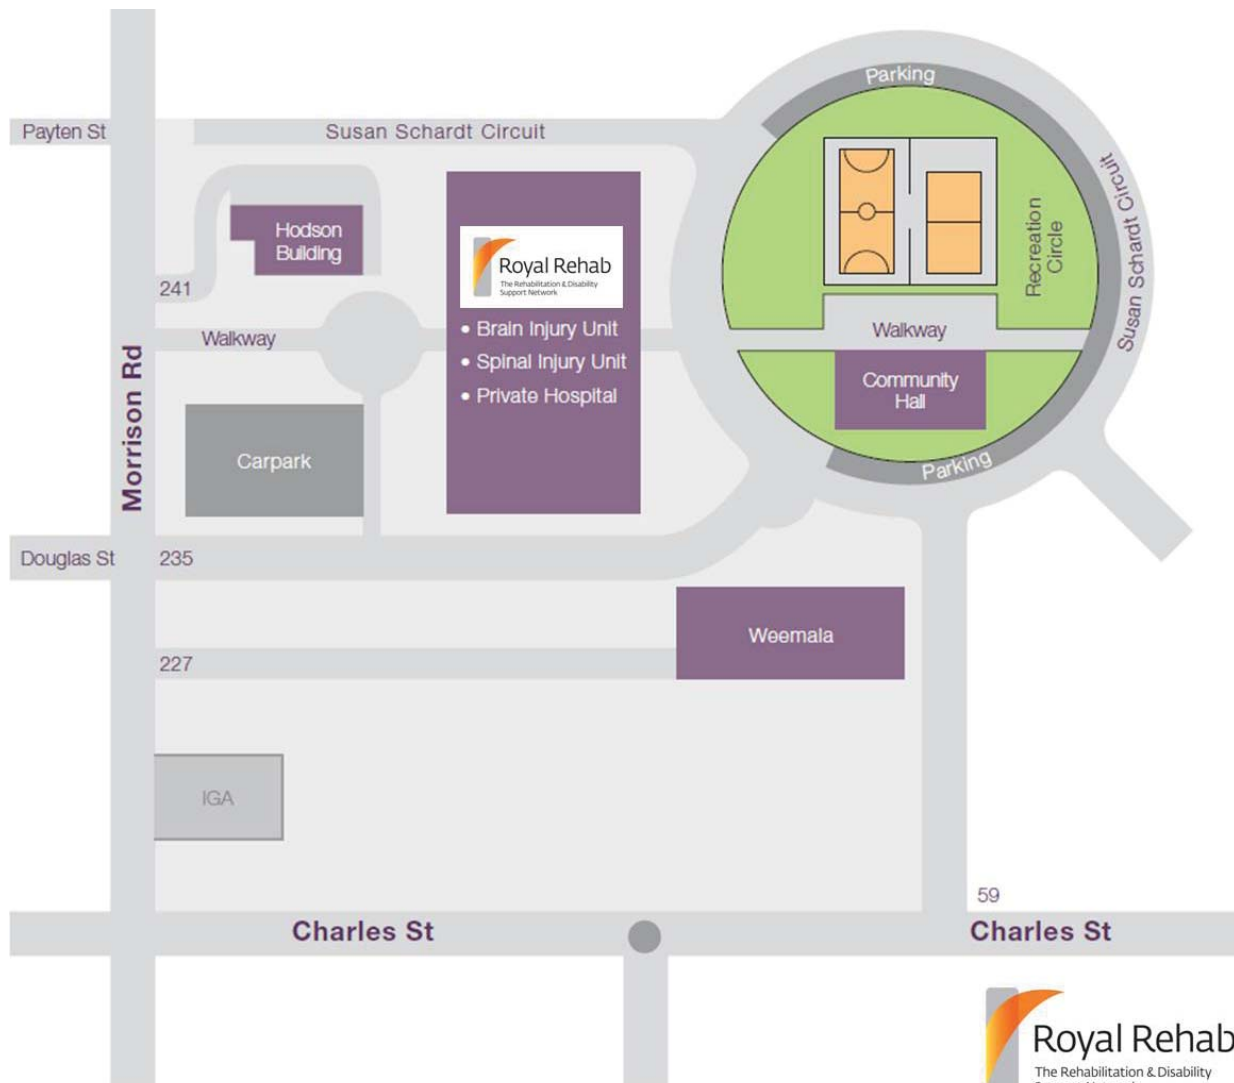 Parking
Payten St
Susan Schardt Circuit
Susan Schardt Circuit
Hodson
Building
Royal Rehab
The Rehabilitation & Disability
Support Network
Recreation
Circle
241
Walkway
• Brain Injury Unit
• Spinal Injury Unit
• Private Hospital
Walkway
Community
Hall
Morrison Rd
Carpark
Parking
Douglas St
235
Weemala
227
IGA
59
Charles St
Charles St
Royal Rehab
The Rehabilitation & Disability